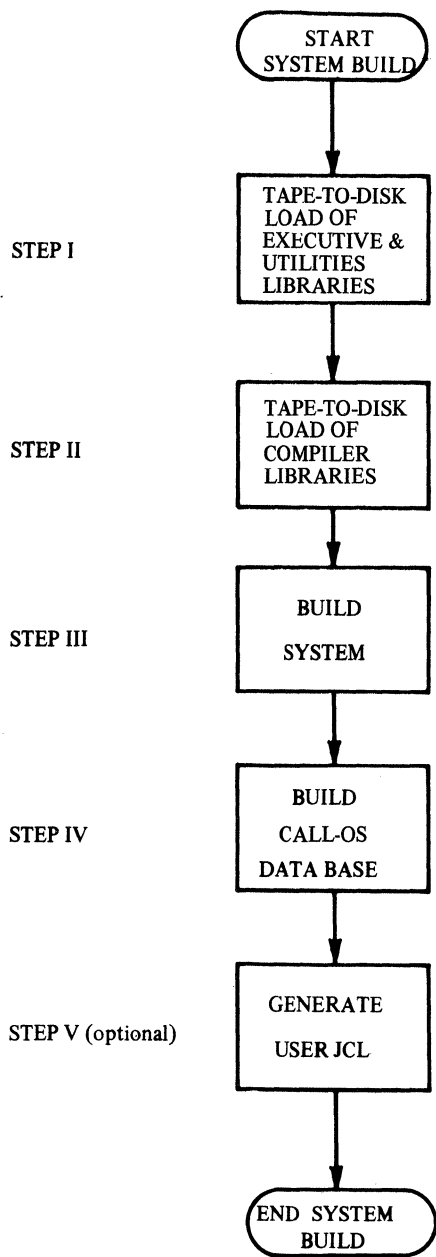 START
SYSTEM BUILD
STEP I
TAPE-TO-DISK
LOAD OF
EXECUTIVE &
UTILITIES
LIBRARIES
STEP II
TAPE-TO-DISK
LOAD OF
COMPILER
LIBRARIES
STEP III
BUILD
SYSTEM
STEP IV
BUILD
CALL-OS
DATA BASE
STEP V (optional)
GENERATE
USER JCL
END SYSTEM
BUILD